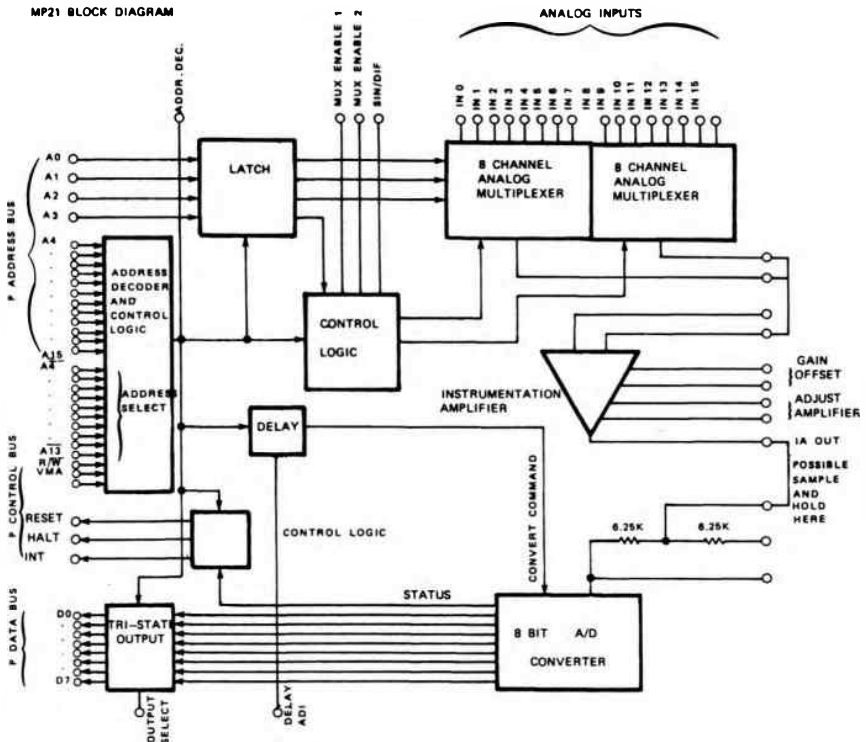 MP21 BLOCK DIAGRAM
ANALOG INPUTS
ADDR.DEC.
MUX ENABLE 1
MUX ENABLE 2
SIN/DIF
IN 0
IN 1
IN 2
IN 3
IN 4
IN 5
IN 6
IN 7
IN 8
IN 9
IN 10
IN 11
IN 12
IN 13
IN 14
IN 15
P ADDRESS BUS
A0
A1
A2
A3
A4
A15
LATCH
8 CHANNEL
ANALOG
MULTIPLEXER
8 CHANNEL
ANALOG
MULTIPLEXER
ADDRESS
DECODER
AND
CONTROL
LOGIC
CONTROL
LOGIC
A4
ADDRESS
SELECT
A13
R/W
VMA
INSTRUMENTATION
AMPLIFIER
GAIN
OFFSET
ADJUST
AMPLIFIER
IA OUT
POSSIBLE
SAMPLE
AND
HOLD
HERE
DELAY
P CONTROL BUS
RESET
HALT
INT
CONTROL LOGIC
CONVERT COMMAND
6.25K
6.25K
STATUS
P DATA BUS
D0
D7
TRI-STATE
OUTPUT
8 BIT A/D
CONVERTER
OUTPUT
SELECT
DELAY
ADJ